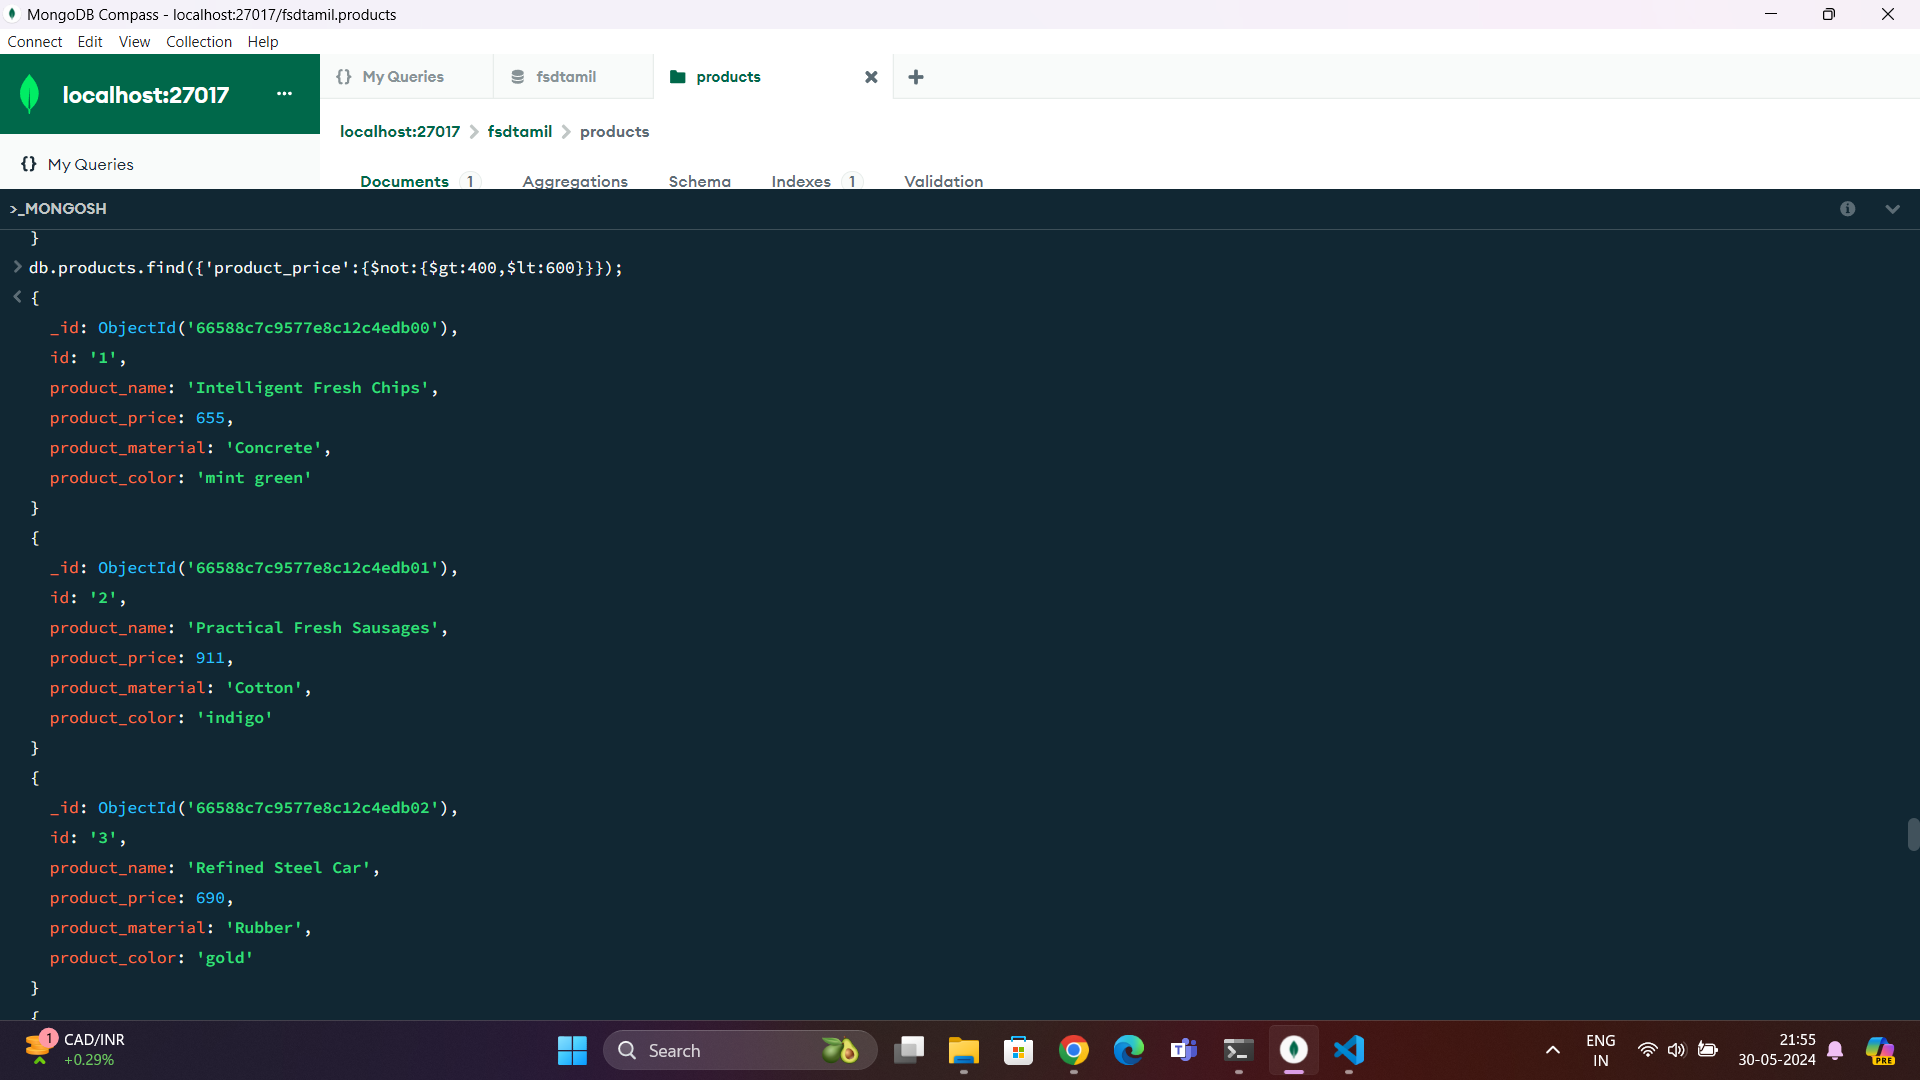 MongoDB Compass - localhost:27017/fsdtamil.products
Connect Edit View Collection Help
localhost:27017 ...
{} My Queries
fsdtamil
products
localhost:27017 > fsdtamil > products
{} My Queries
Documents 1 Aggregations Schema Indexes 1 Validation
>_MONGOSH
}
> db.products.find({'product_price':{$not:{$gt:400,$lt:600}}});
< {
_id: ObjectId('66588c7c9577e8c12c4edb00'),
id: '1',
product_name: 'Intelligent Fresh Chips',
product_price: 655,
product_material: 'Concrete',
product_color: 'mint green'
}
{
_id: ObjectId('66588c7c9577e8c12c4edb01'),
id: '2',
product_name: 'Practical Fresh Sausages',
product_price: 911,
product_material: 'Cotton',
product_color: 'indigo'
}
{
_id: ObjectId('66588c7c9577e8c12c4edb02'),
id: '3',
product_name: 'Refined Steel Car',
product_price: 690,
product_material: 'Rubber',
product_color: 'gold'
}
{
1
CAD/INR
+0.29%
Search
ENG
IN
21:55
30-05-2024
PRE